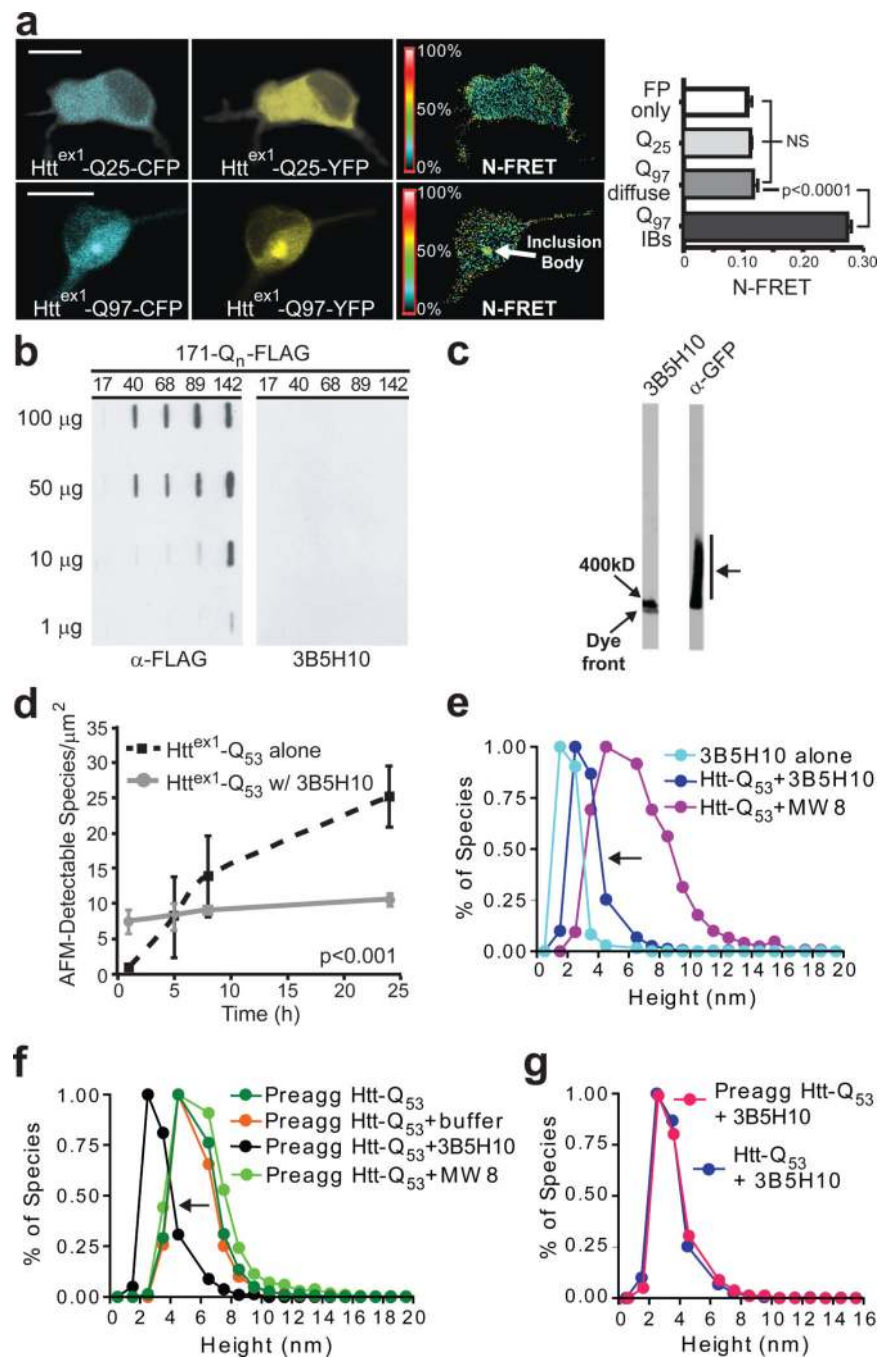 a
100%
50%
0%
Htt^ex1-Q25-CFP
Htt^ex1-Q25-YFP
N-FRET
100%
50%
0%
Inclusion
Body
Htt^ex1-Q97-CFP
Htt^ex1-Q97-YFP
N-FRET
FP
only
Q25
Q97
diffuse
Q97
IBs
NS
p<0.0001
0 0.10 0.20 0.30
N-FRET
b
171-Qn-FLAG
17 40 68 89 142
17 40 68 89 142
100 µg
50 µg
10 µg
1 µg
α-FLAG
3B5H10
c
3B5H10
α-GFP
400kD
Dye
front
d
AFM-Detectable Species/µm²
35
30
25
20
15
10
5
0
Htt^ex1-Q53 alone
Htt^ex1-Q53 w/ 3B5H10
p<0.001
0 5 10 15 20 25
Time (h)
e
% of Species
1.00
0.75
0.50
0.25
0.00
3B5H10 alone
Htt-Q53+3B5H10
Htt-Q53+MW8
0 2 4 6 8 10 12 14 16 18 20
Height (nm)
f
% of Species
1.00
0.75
0.50
0.25
0.00
Preagg Htt-Q53
Preagg Htt-Q53+buffer
Preagg Htt-Q53+3B5H10
Preagg Htt-Q53+MW8
0 2 4 6 8 10 12 14 16 18 20
Height (nm)
g
% of Species
1.00
0.75
0.50
0.25
0.00
Preagg Htt-Q53
+ 3B5H10
Htt-Q53
+ 3B5H10
0 2 4 6 8 10 12 14 16
Height (nm)